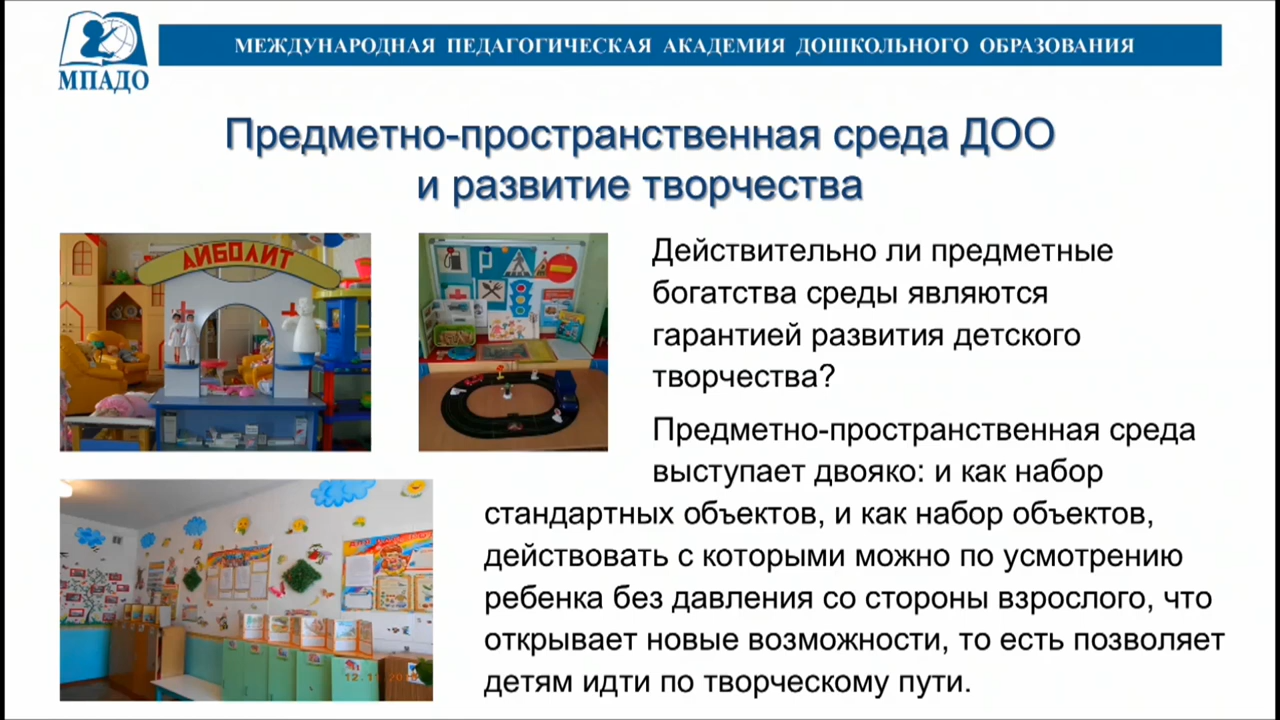 МЕЖДУНАРОДНАЯ ПЕДАГОГИЧЕСКАЯ АКАДЕМИЯ ДОШКОЛЬНОГО ОБРАЗОВАНИЯ
МПАДО
Предметно-пространственная среда ДОО
и развитие творчества
АЙБОЛИТ
P
Действительно ли предметные
богатства среды являются
гарантией развития детского
творчества?
Предметно-пространственная среда
выступает двояко: и как набор
стандартных объектов, и как набор объектов,
действовать с которыми можно по усмотрению
ребенка без давления со стороны взрослого, что
открывает новые возможности, то есть позволяет
детям идти по творческому пути.